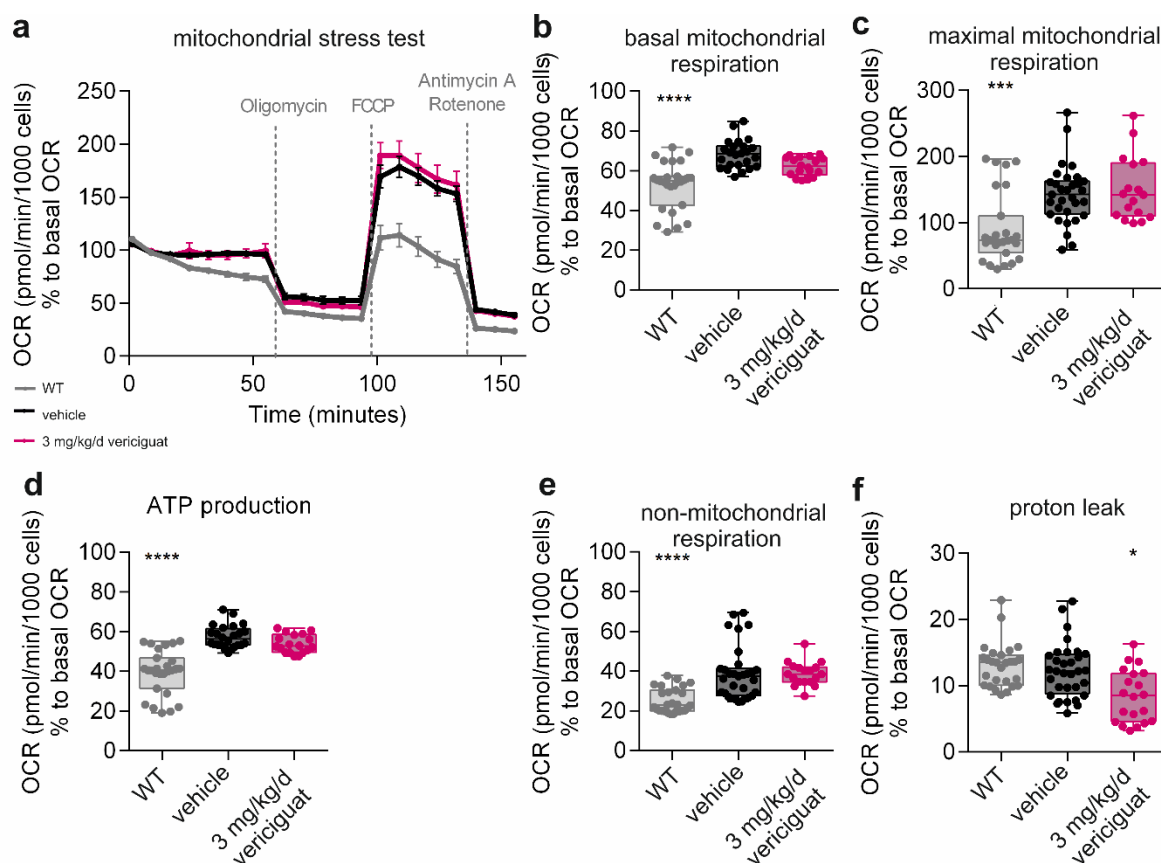 a
mitochondrial stress test
OCR (pmol/min/1000 cells)
% to basal OCR
250
200
150
100
50
0
Oligomycin
FCCP
Antimycin A
Rotenone
0
50
100
150
Time (minutes)
WT
vehicle
3 mg/kg/d vericiguat
b
basal mitochondrial
respiration
OCR (pmol/min/1000 cells)
% to basal OCR
100
80
60
40
20
0
****
WT
vehicle
3 mg/kg/d
vericiguat
c
maximal mitochondrial
respiration
OCR (pmol/min/1000 cells)
% to basal OCR
300
200
100
0
***
WT
vehicle
3 mg/kg/d
vericiguat
d
ATP production
OCR (pmol/min/1000 cells)
% to basal OCR
100
80
60
40
20
0
****
WT
vehicle
3 mg/kg/d
vericiguat
e
non-mitochondrial
respiration
OCR (pmol/min/1000 cells)
% to basal OCR
100
80
60
40
20
0
****
WT
vehicle
3 mg/kg/d
vericiguat
f
proton leak
OCR (pmol/min/1000 cells)
% to basal OCR
30
20
10
0
*
WT
vehicle
3 mg/kg/d
vericiguat